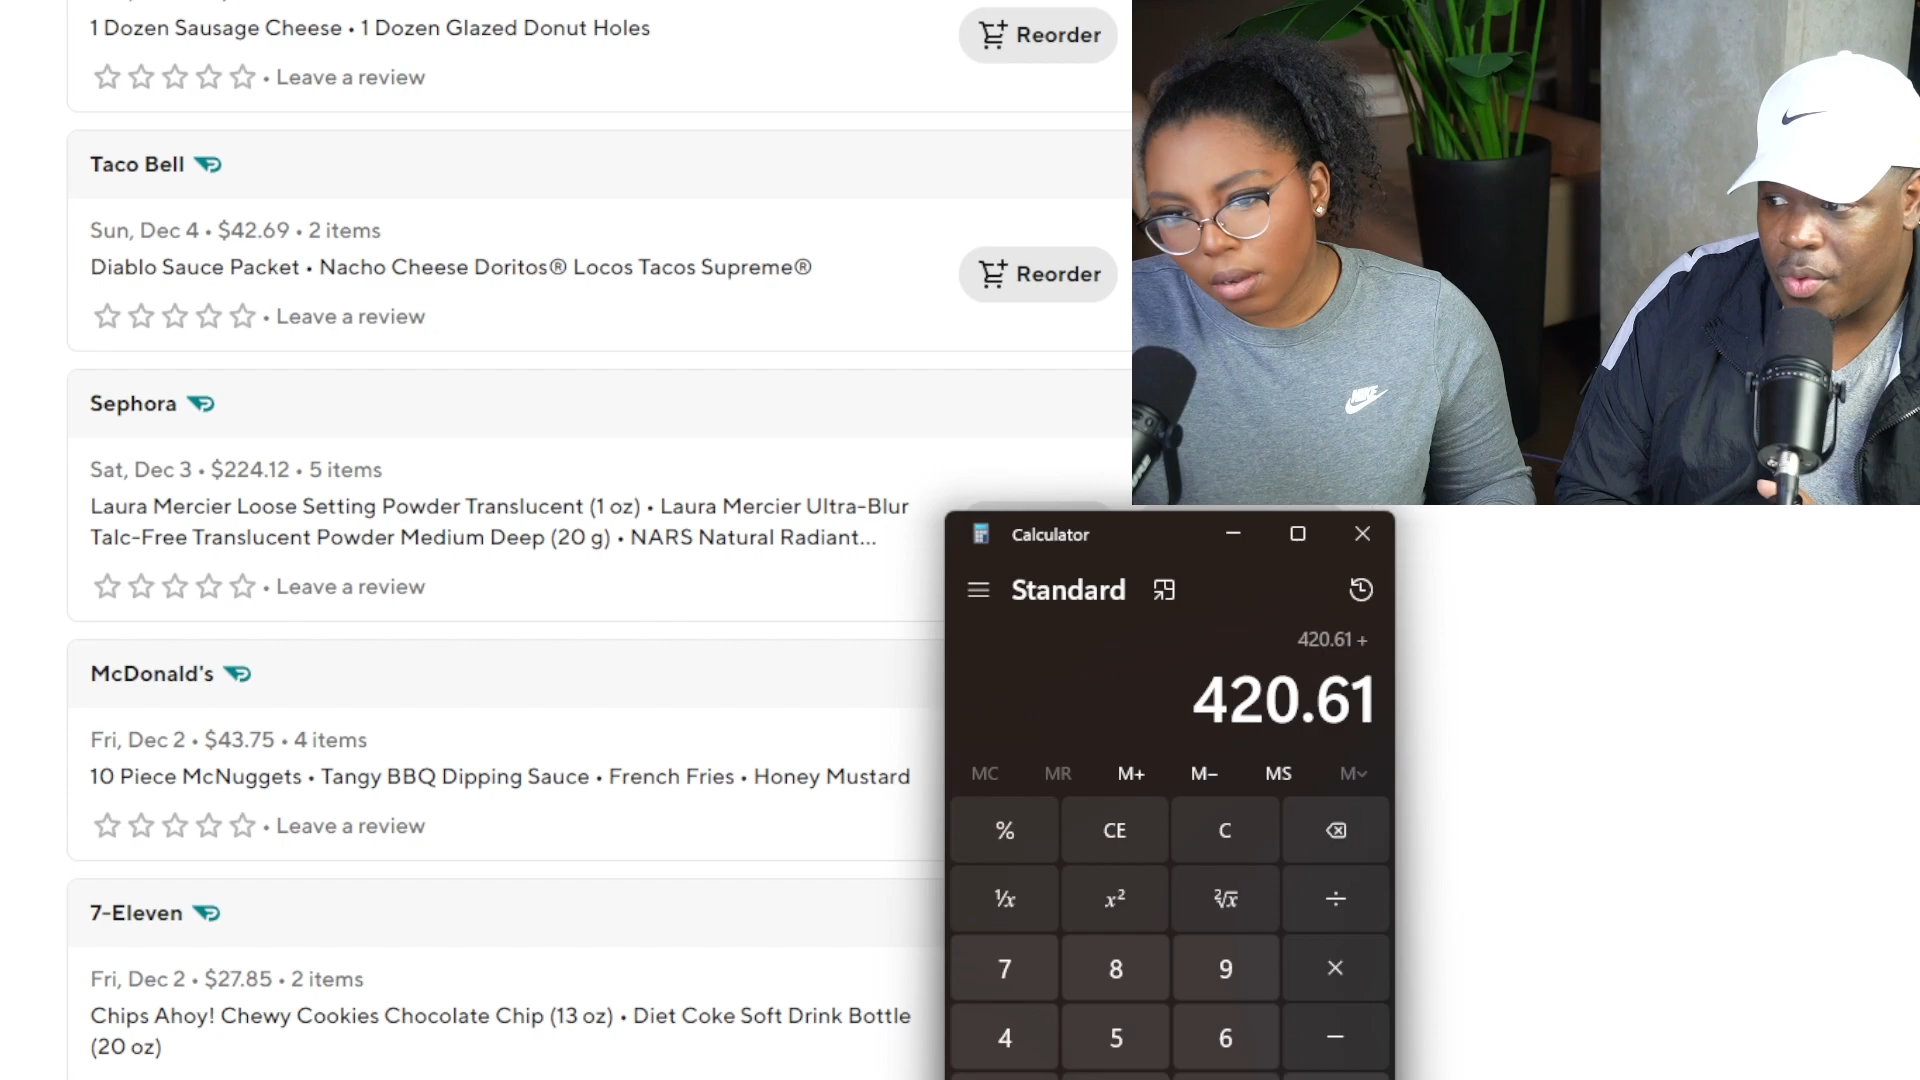 1 Dozen Sausage Cheese • 1 Dozen Glazed Donut Holes
Reorder
• Leave a review
Taco Bell
Sun, Dec 4 • $42.69 • 2 items
Diablo Sauce Packet • Nacho Cheese Doritos® Locos Tacos Supreme®
Reorder
• Leave a review
Sephora
Sat, Dec 3 • $224.12 • 5 items
Laura Mercier Loose Setting Powder Translucent (1 oz) • Laura Mercier Ultra-Blur
Talc-Free Translucent Powder Medium Deep (20 g) • NARS Natural Radiant...
• Leave a review
McDonald's
Fri, Dec 2 • $43.75 • 4 items
10 Piece McNuggets • Tangy BBQ Dipping Sauce • French Fries • Honey Mustard
• Leave a review
7-Eleven
Fri, Dec 2 • $27.85 • 2 items
Chips Ahoy! Chewy Cookies Chocolate Chip (13 oz) • Diet Coke Soft Drink Bottle
(20 oz)
Calculator
Standard
420.61 +
420.61
MC MR M+ M− MS M˅
% CE C
⅟x x² ²√x ÷
7 8 9 ×
4 5 6 −
NIKE